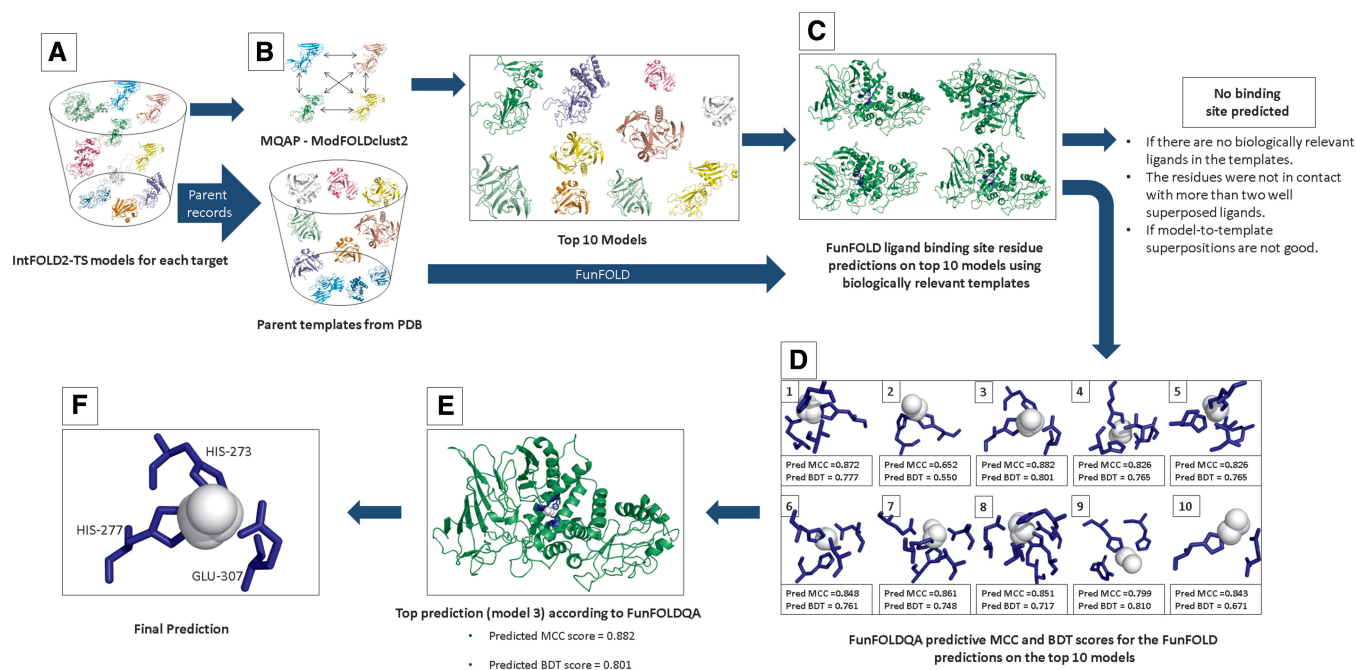 A
IntFOLD2-TS models for each target
Parent
records
B
MQAP - ModFOLDclust2
Parent templates from PDB
Top 10 Models
FunFOLD
C
FunFOLD ligand binding site residue
predictions on top 10 models using
biologically relevant templates
No binding
site predicted
• If there are no biologically relevant
ligands in the templates.
• The residues were not in contact
with more than two well
superposed ligands.
• If model-to-template
superpositions are not good.
D
1
Pred MCC =0.872
Pred BDT = 0.777
2
Pred MCC =0.652
Pred BDT = 0.550
3
Pred MCC =0.882
Pred BDT = 0.801
4
Pred MCC =0.826
Pred BDT = 0.765
5
Pred MCC =0.826
Pred BDT = 0.765
6
Pred MCC =0.848
Pred BDT = 0.761
7
Pred MCC =0.861
Pred BDT = 0.748
8
Pred MCC =0.851
Pred BDT = 0.717
9
Pred MCC =0.799
Pred BDT = 0.810
10
Pred MCC =0.843
Pred BDT = 0.671
FunFOLDQA predictive MCC and BDT scores for the FunFOLD
predictions on the top 10 models
E
Top prediction (model 3) according to FunFOLDQA
• Predicted MCC score = 0.882
• Predicted BDT score = 0.801
F
HIS-273
HIS-277
GLU-307
Final Prediction